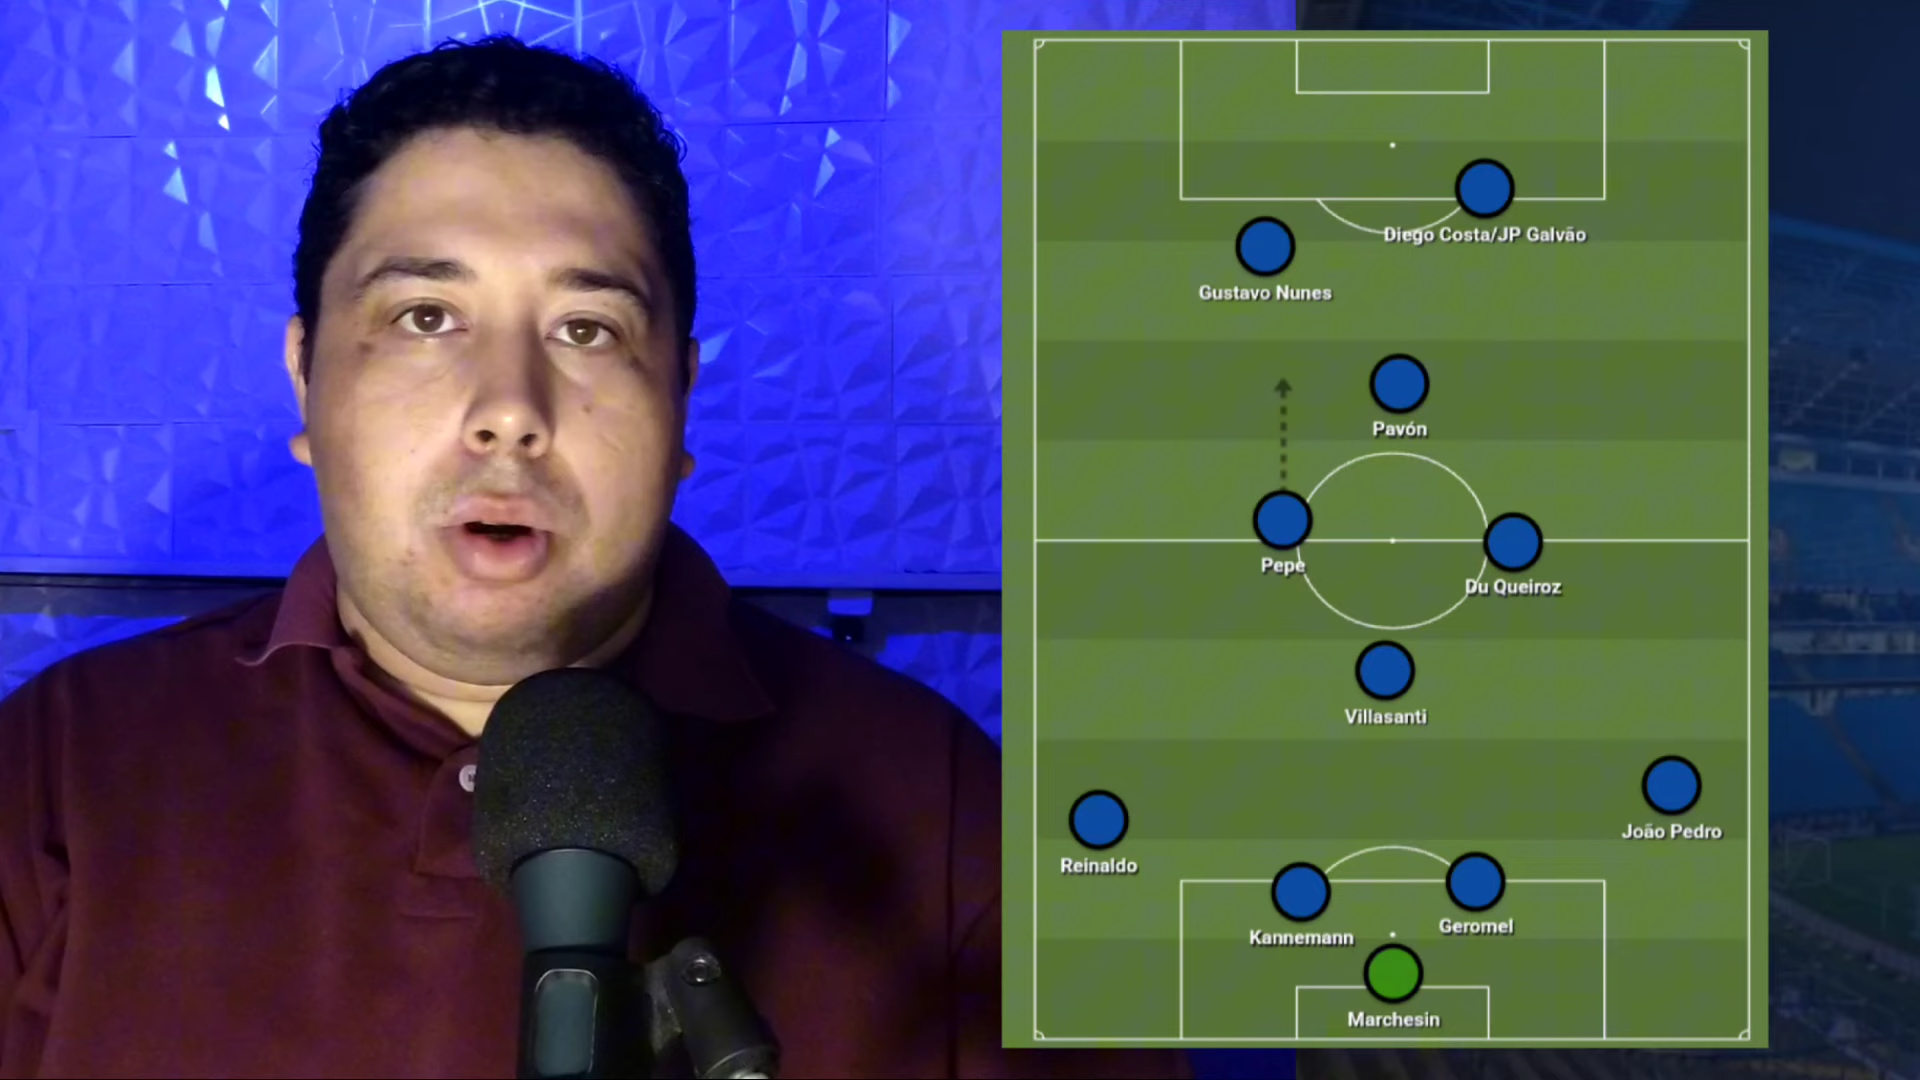 Diego Costa/JP Galvão
Gustavo Nunes
Pavón
Pepe
Du Queiroz
Villasanti
João Pedro
Reinaldo
Geromel
Kannemann
Marchesin